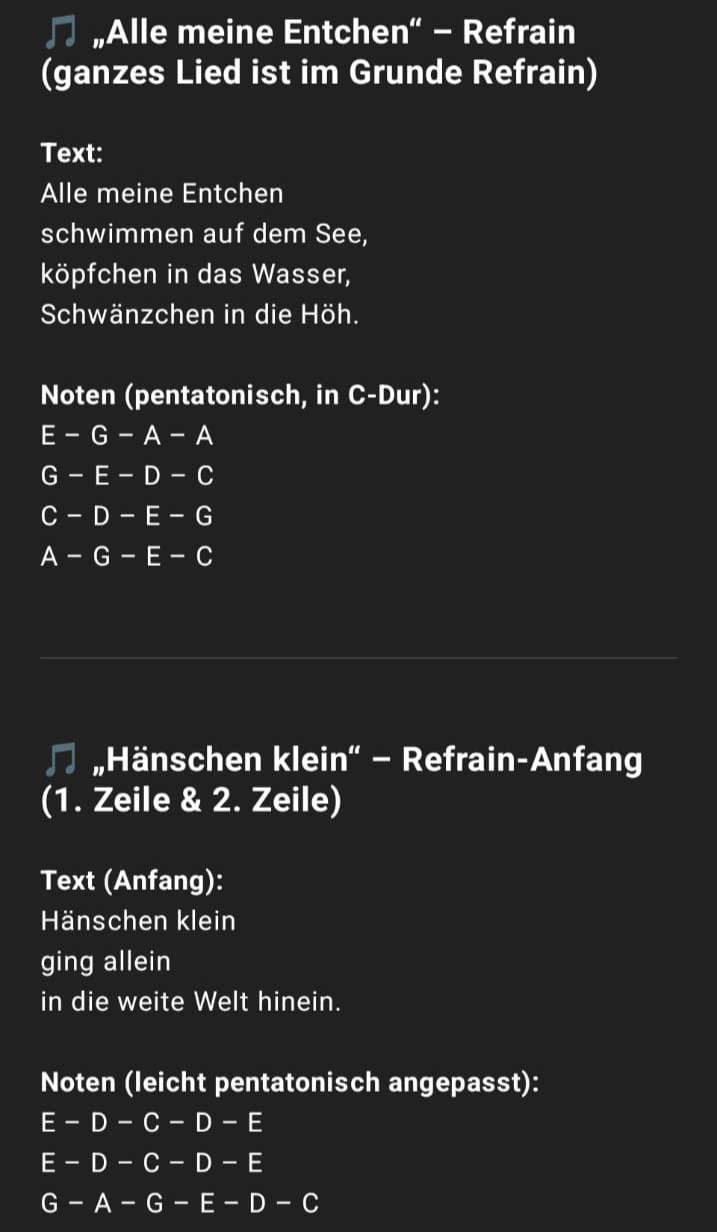 🎵 „Alle meine Entchen“ – Refrain
(ganzes Lied ist im Grunde Refrain)
Text:
Alle meine Entchen
schwimmen auf dem See,
köpfchen in das Wasser,
Schwänzchen in die Höh.
Noten (pentatonisch, in C-Dur):
E – G – A – A
G – E – D – C
C – D – E – G
A – G – E – C
🎵 „Hänschen klein“ – Refrain-Anfang
(1. Zeile & 2. Zeile)
Text (Anfang):
Hänschen klein
ging allein
in die weite Welt hinein.
Noten (leicht pentatonisch angepasst):
E – D – C – D – E
E – D – C – D – E
G – A – G – E – D – C